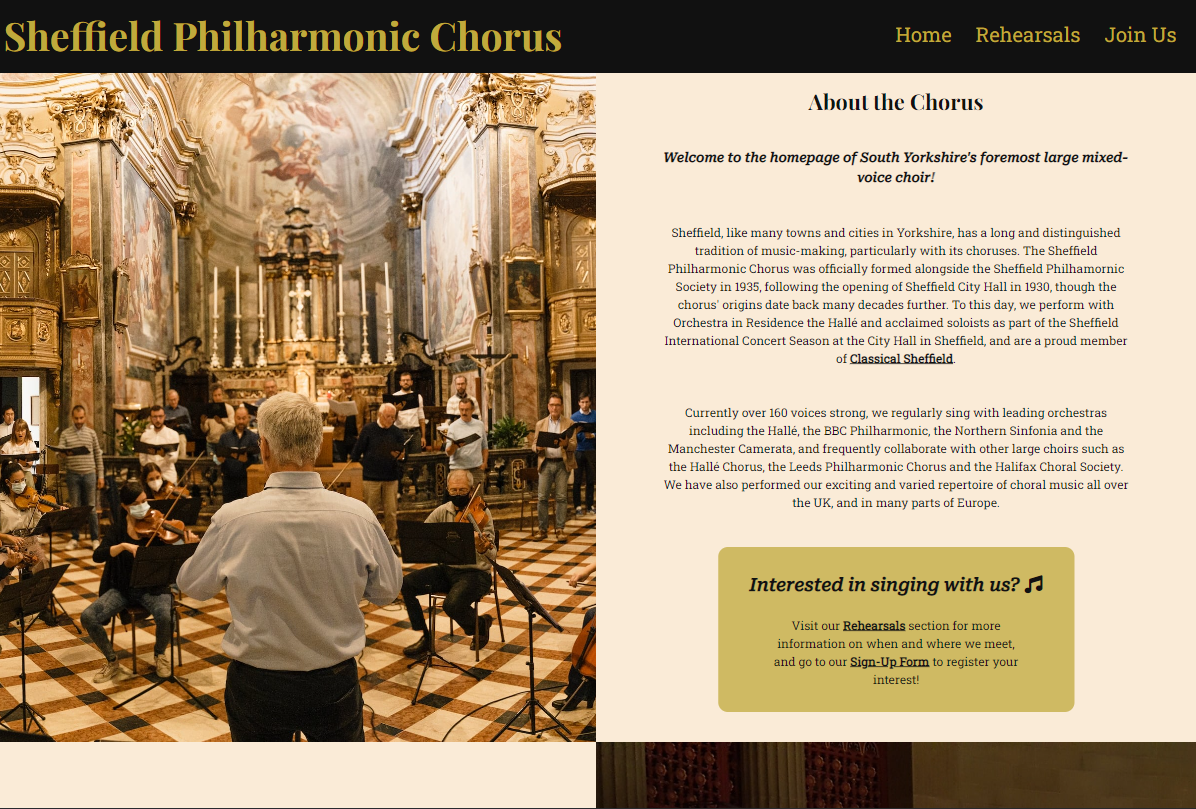 Sheffield Philharmonic Chorus
Home Rehearsals Join Us
About the Chorus
Welcome to the homepage of South Yorkshire's foremost large mixed-
voice choir!
Sheffield, like many towns and cities in Yorkshire, has a long and distinguished
tradition of music-making, particularly with its choruses. The Sheffield
Philharmonic Chorus was officially formed alongside the Sheffield Philhamornic
Society in 1935, following the opening of Sheffield City Hall in 1930, though the
chorus' origins date back many decades further. To this day, we perform with
Orchestra in Residence the Hallé and acclaimed soloists as part of the Sheffield
International Concert Season at the City Hall in Sheffield, and are a proud member
of Classical Sheffield.
Currently over 160 voices strong, we regularly sing with leading orchestras
including the Hallé, the BBC Philharmonic, the Northern Sinfonia and the
Manchester Camerata, and frequently collaborate with other large choirs such as
the Hallé Chorus, the Leeds Philharmonic Chorus and the Halifax Choral Society.
We have also performed our exciting and varied repertoire of choral music all over
the UK, and in many parts of Europe.
Interested in singing with us?
Visit our Rehearsals section for more
information on when and where we meet,
and go to our Sign-Up Form to register your
interest!